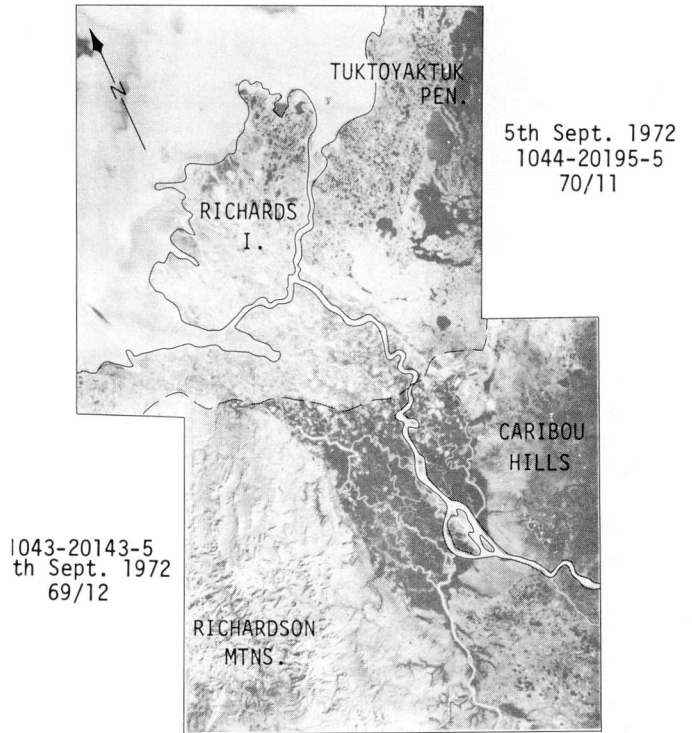 N
TUKTOYAKTUK
PEN.
5th Sept. 1972
1044-20195-5
70/11
RICHARDS
I.
CARIBOU
HILLS
1043-20143-5
th Sept. 1972
69/12
RICHARDSON
MTNS.